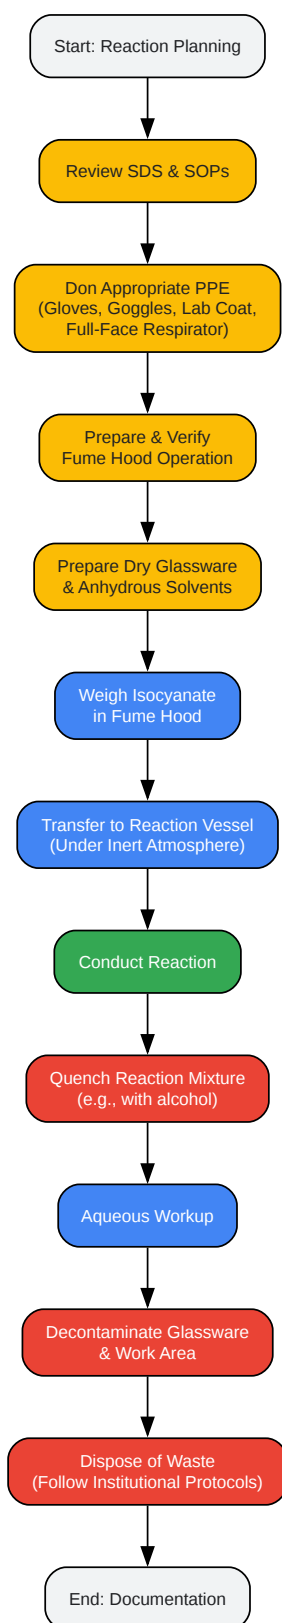 Start: Reaction Planning
Review SDS & SOPs
Don Appropriate PPE
(Gloves, Goggles, Lab Coat,
Full-Face Respirator)
Prepare & Verify
Fume Hood Operation
Prepare Dry Glassware
& Anhydrous Solvents
Weigh Isocyanate
in Fume Hood
Transfer to Reaction Vessel
(Under Inert Atmosphere)
Conduct Reaction
Quench Reaction Mixture
(e.g., with alcohol)
Aqueous Workup
Decontaminate Glassware
& Work Area
Dispose of Waste
(Follow Institutional Protocols)
End: Documentation